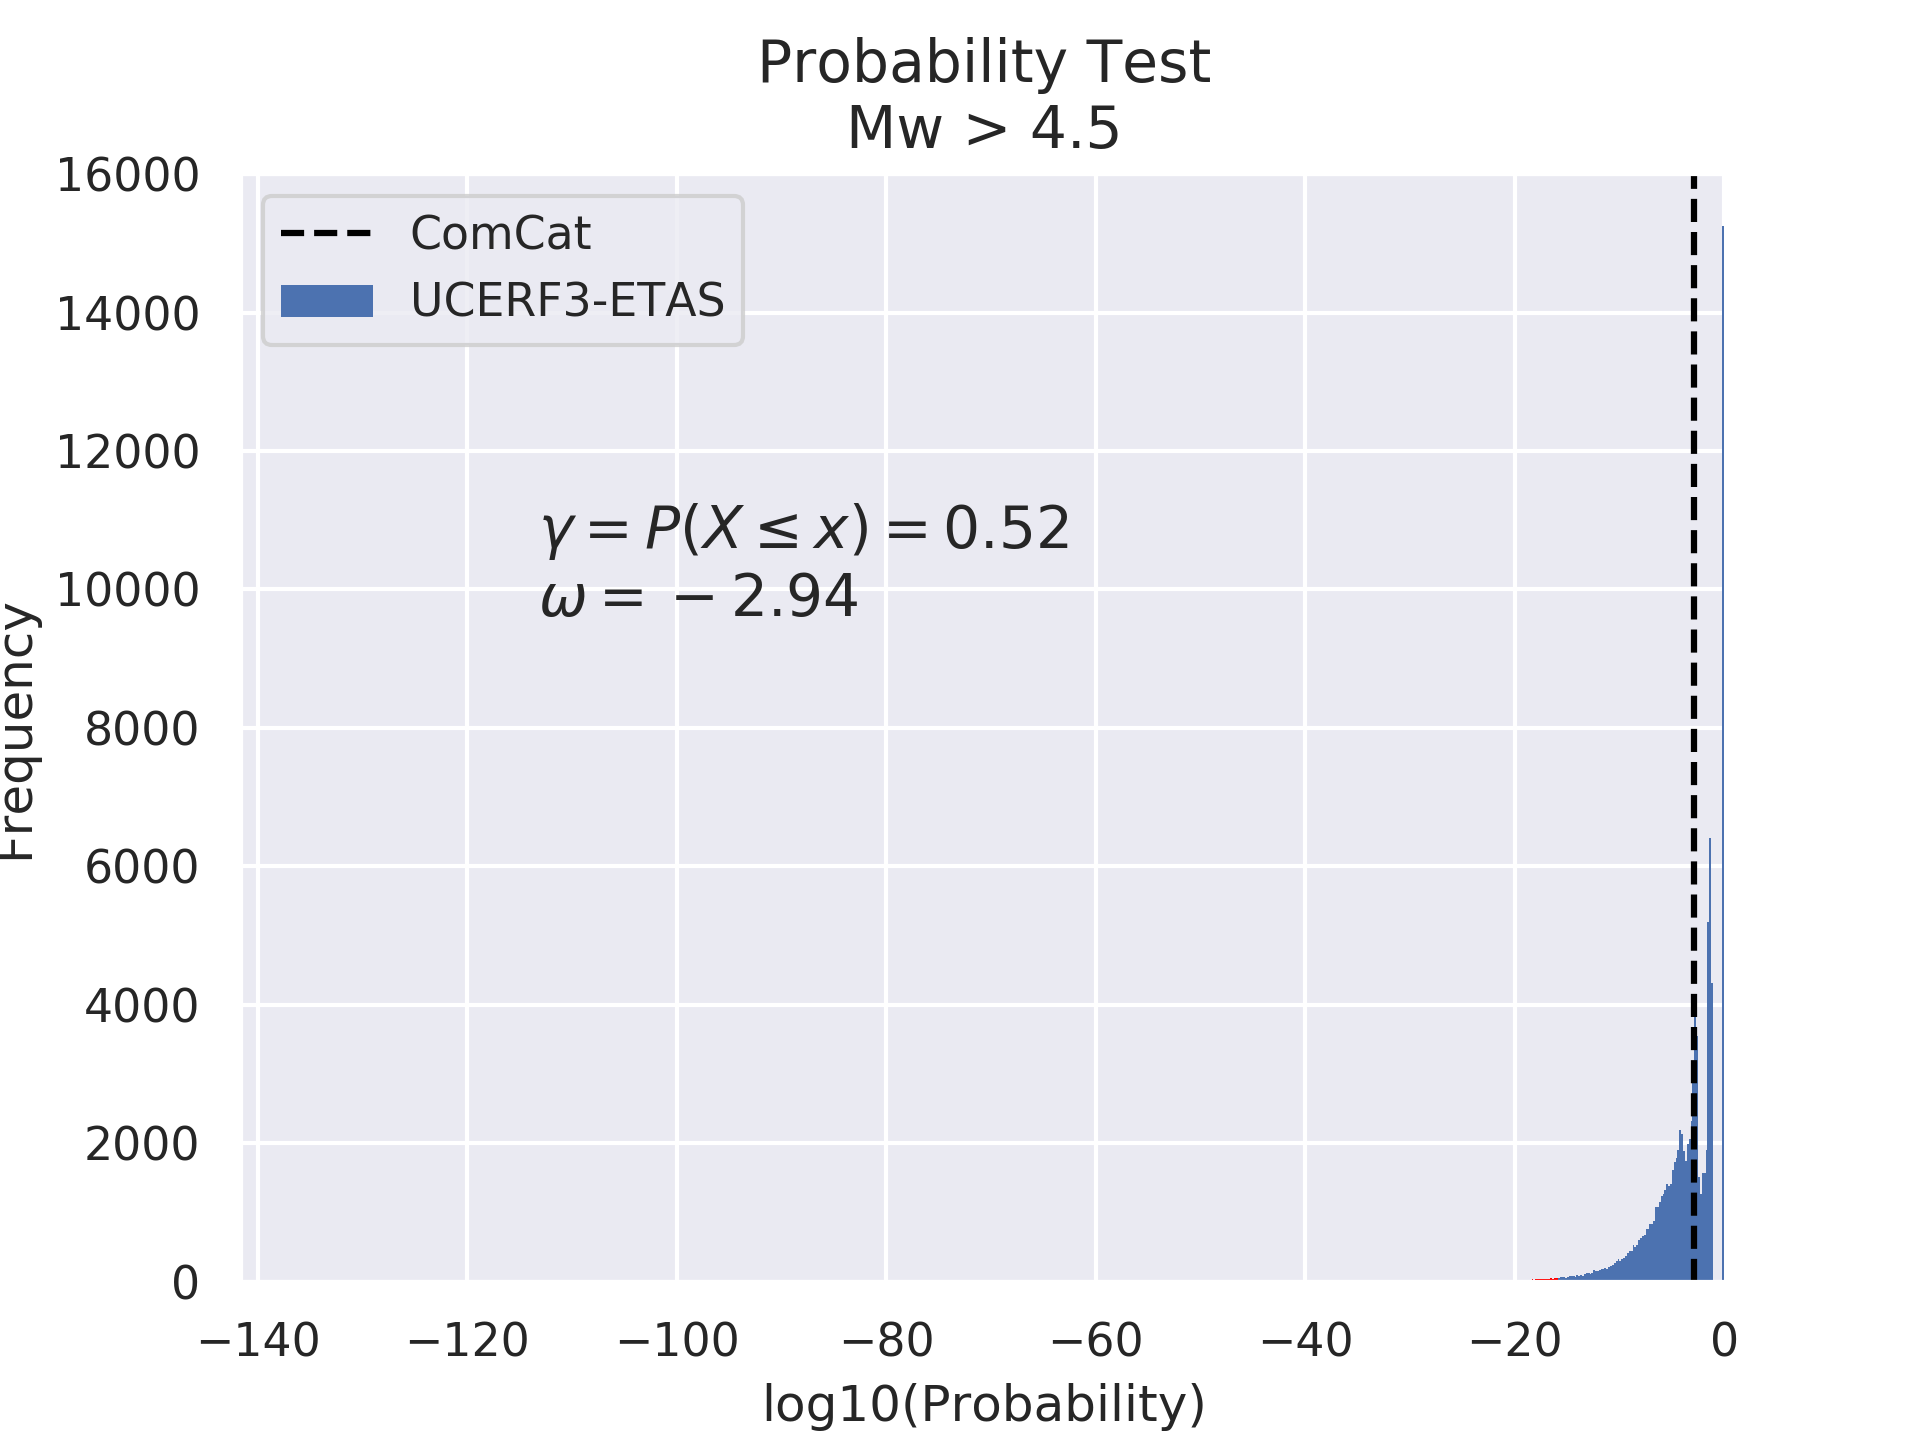 Probability Test
Mw > 4.5
16000
14000
12000
10000
8000
6000
4000
2000
0
Frequency
ComCat
UCERF3-ETAS
γ = P(X ≤ x) = 0.52
ω = − 2.94
−140 −120 −100 −80 −60 −40 −20 0
log10(Probability)